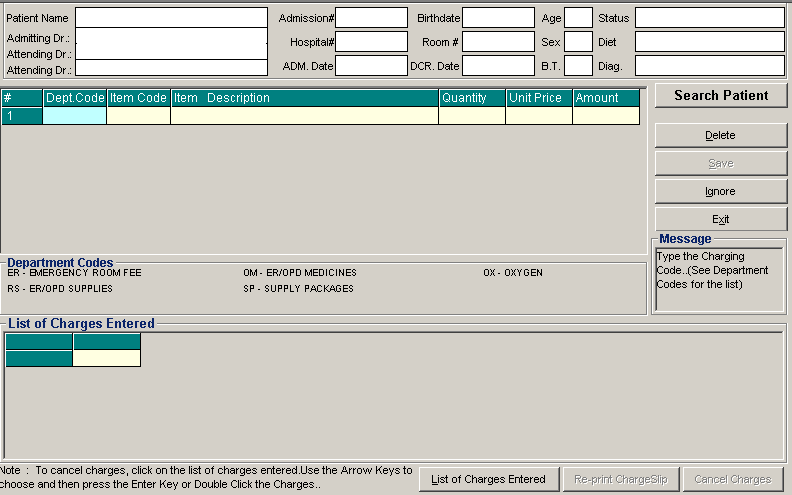 Patient Name Admission# Birthdate Age Status
Admitting Dr.: Hospital# Room # Sex Diet
Attending Dr.:
Attending Dr.: ADM. Date DCR. Date B.T. Diag.
# Dept.Code Item Code Item Description Quantity Unit Price Amount
1
Search Patient
Delete
Save
Ignore
Exit
Message
Type the Charging
Code..(See Department
Codes for the list)
Department Codes
ER - EMERGENCY ROOM FEE OM - ER/OPD MEDICINES OX - OXYGEN
RS - ER/OPD SUPPLIES SP - SUPPLY PACKAGES
List of Charges Entered
Note : To cancel charges, click on the list of charges entered.Use the Arrow Keys to
choose and then press the Enter Key or Double Click the Charges..
List of Charges Entered Re-print ChargeSlip Cancel Charges